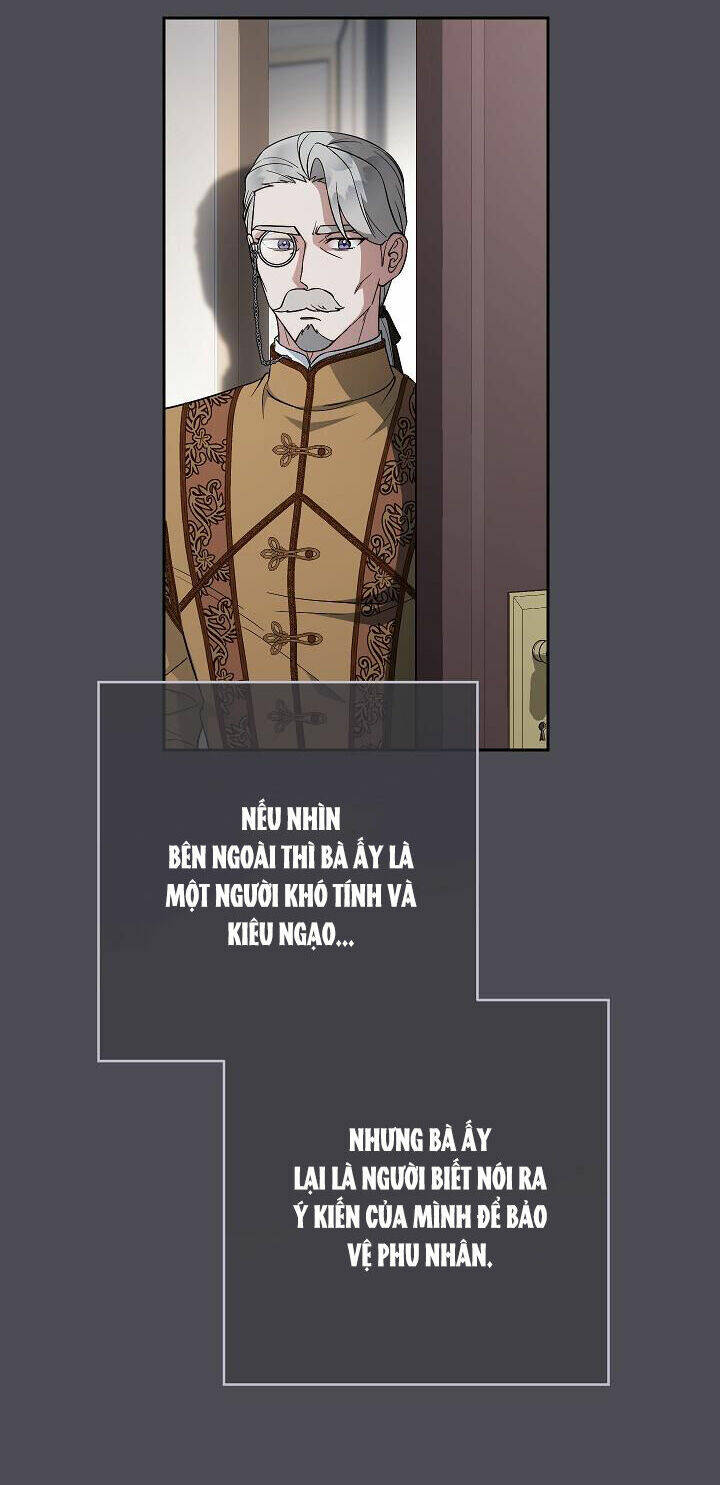 NẾU NHÌN
BÊN NGOÀI THÌ BÀ ẤY LÀ
MỘT NGƯỜI KHÓ TÍNH VÀ
KIÊU NGẠO...
NHƯNG BÀ ẤY
LẠI LÀ NGƯỜI BIẾT NÓI RA
Ý KIẾN CỦA MÌNH ĐỂ BẢO
VỆ PHU NHÂN.